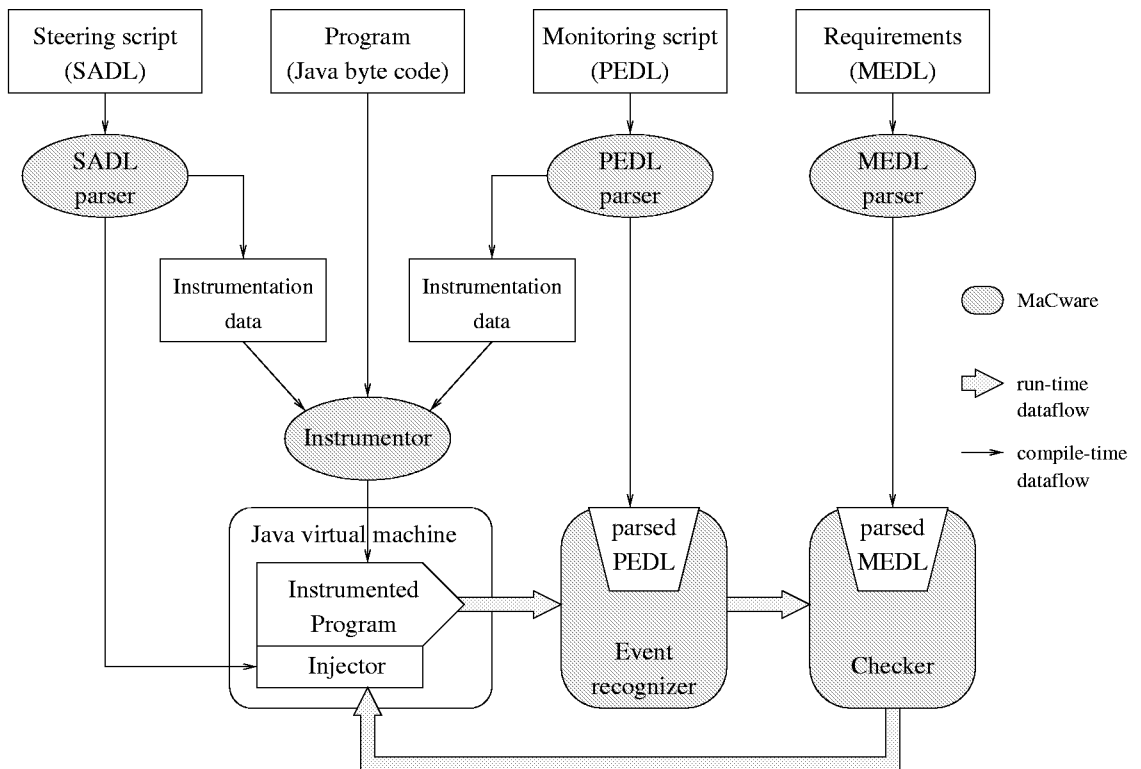 Steering script
(SADL)
Program
(Java byte code)
Monitoring script
(PEDL)
Requirements
(MEDL)
SADL
parser
PEDL
parser
MEDL
parser
Instrumentation
data
Instrumentation
data
MaCware
run-time
dataflow
compile-time
dataflow
Instrumentor
Java virtual machine
Instrumented
Program
Injector
parsed
PEDL
Event
recognizer
parsed
MEDL
Checker